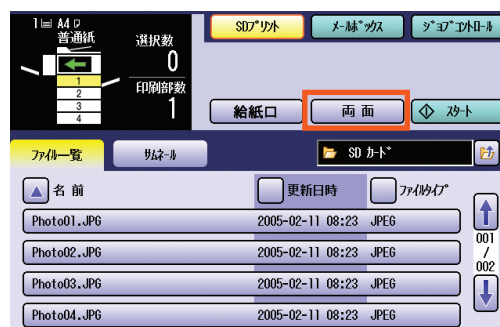 1 A4
普通紙
選択数
0
印刷部数
1
1
2
3
4
SDﾌﾟﾘﾝﾄ
ﾒｰﾙﾎﾞｯｸｽ
ｼﾞｮﾌﾞｺﾝﾄﾛｰﾙ
給紙口
両面
ｽﾀｰﾄ
ﾌｧｲﾙ一覧
ｻﾑﾈｰﾙ
SD ｶｰﾄﾞ
名前
更新日時
ﾌｧｲﾙﾀｲﾌﾟ
Photo01.JPG 2005-02-11 08:23 JPEG
Photo02.JPG 2005-02-11 08:23 JPEG
Photo03.JPG 2005-02-11 08:23 JPEG
Photo04.JPG 2005-02-11 08:23 JPEG
001
/
002